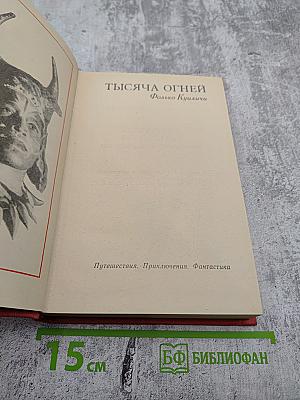 ТЫСЯЧА ОГНЕЙ
Фолько Куиличи
Путешествия. Приключения. Фантастика
15 см
БФ БИБЛИОФАН